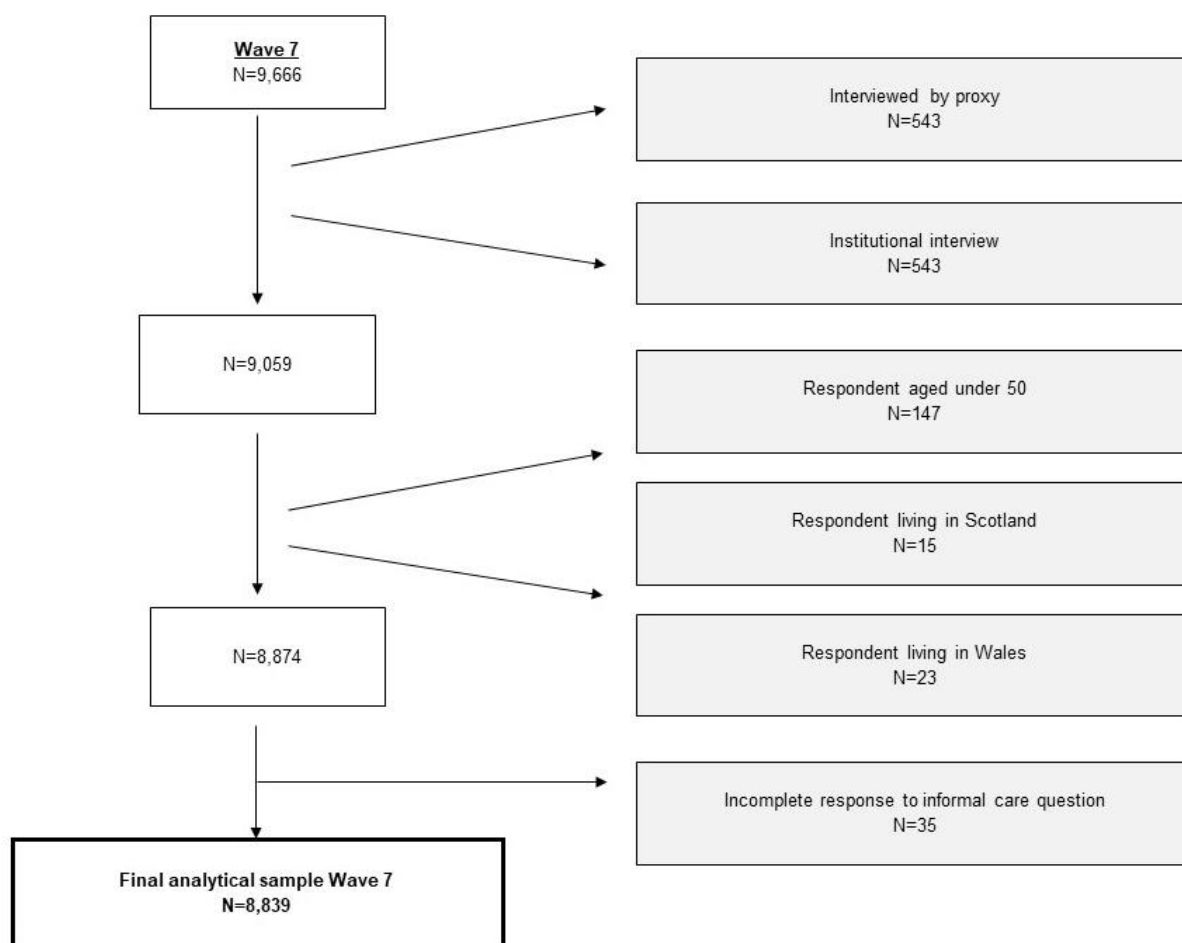 Wave 7
N=9,666
Interviewed by proxy
N=543
Institutional interview
N=543
N=9,059
Respondent aged under 50
N=147
Respondent living in Scotland
N=15
N=8,874
Respondent living in Wales
N=23
Incomplete response to informal care question
N=35
Final analytical sample Wave 7
N=8,839